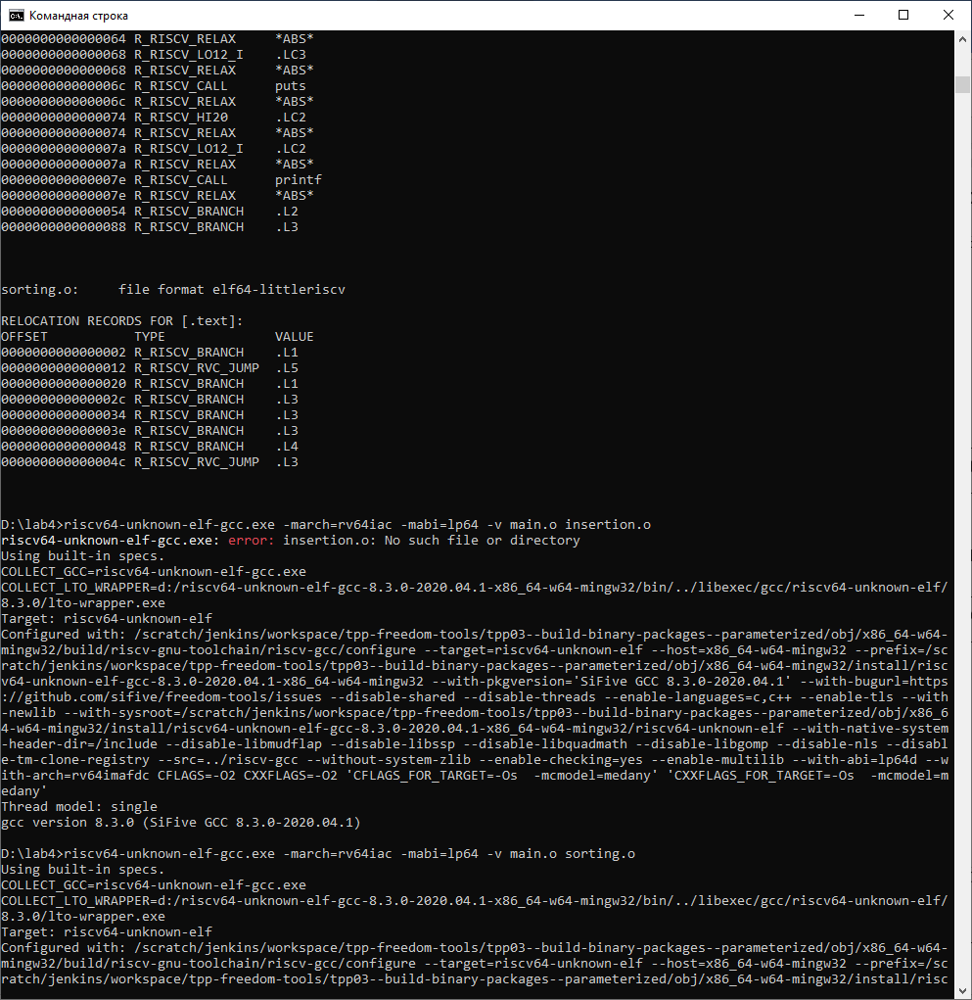 Командная строка
0000000000000064 R_RISCV_RELAX     *ABS*
0000000000000068 R_RISCV_LO12_I    .LC3
0000000000000068 R_RISCV_RELAX     *ABS*
000000000000006c R_RISCV_CALL      puts
000000000000006c R_RISCV_RELAX     *ABS*
0000000000000074 R_RISCV_HI20      .LC2
0000000000000074 R_RISCV_RELAX     *ABS*
000000000000007a R_RISCV_LO12_I    .LC2
000000000000007a R_RISCV_RELAX     *ABS*
000000000000007e R_RISCV_CALL      printf
000000000000007e R_RISCV_RELAX     *ABS*
0000000000000054 R_RISCV_BRANCH    .L2
0000000000000088 R_RISCV_BRANCH    .L3
sorting.o:     file format elf64-littleriscv
RELOCATION RECORDS FOR [.text]:
OFFSET           TYPE              VALUE
0000000000000002 R_RISCV_BRANCH    .L1
0000000000000012 R_RISCV_RVC_JUMP  .L5
0000000000000020 R_RISCV_BRANCH    .L1
000000000000002c R_RISCV_BRANCH    .L3
0000000000000034 R_RISCV_BRANCH    .L3
000000000000003e R_RISCV_BRANCH    .L3
0000000000000048 R_RISCV_BRANCH    .L4
000000000000004c R_RISCV_RVC_JUMP  .L3
D:\lab4>riscv64-unknown-elf-gcc.exe -march=rv64iac -mabi=lp64 -v main.o insertion.o
riscv64-unknown-elf-gcc.exe: error: insertion.o: No such file or directory
Using built-in specs.
COLLECT_GCC=riscv64-unknown-elf-gcc.exe
COLLECT_LTO_WRAPPER=d:/riscv64-unknown-elf-gcc-8.3.0-2020.04.1-x86_64-w64-mingw32/bin/../libexec/gcc/riscv64-unknown-elf/
8.3.0/lto-wrapper.exe
Target: riscv64-unknown-elf
Configured with: /scratch/jenkins/workspace/tpp-freedom-tools/tpp03--build-binary-packages--parameterized/obj/x86_64-w64-
mingw32/build/riscv-gnu-toolchain/riscv-gcc/configure --target=riscv64-unknown-elf --host=x86_64-w64-mingw32 --prefix=/sc
ratch/jenkins/workspace/tpp-freedom-tools/tpp03--build-binary-packages--parameterized/obj/x86_64-w64-mingw32/install/risc
v64-unknown-elf-gcc-8.3.0-2020.04.1-x86_64-w64-mingw32 --with-pkgversion='SiFive GCC 8.3.0-2020.04.1' --with-bugurl=https
://github.com/sifive/freedom-tools/issues --disable-shared --disable-threads --enable-languages=c,c++ --enable-tls --with
-newlib --with-sysroot=/scratch/jenkins/workspace/tpp-freedom-tools/tpp03--build-binary-packages--parameterized/obj/x86_6
4-w64-mingw32/install/riscv64-unknown-elf-gcc-8.3.0-2020.04.1-x86_64-w64-mingw32/riscv64-unknown-elf --with-native-system
-header-dir=/include --disable-libmudflap --disable-libssp --disable-libquadmath --disable-libgomp --disable-nls --disabl
e-tm-clone-registry --src=../riscv-gcc --without-system-zlib --enable-checking=yes --enable-multilib --with-abi=lp64d --w
ith-arch=rv64imafdc CFLAGS=-O2 CXXFLAGS=-O2 'CFLAGS_FOR_TARGET=-Os  -mcmodel=medany' 'CXXFLAGS_FOR_TARGET=-Os  -mcmodel=m
edany'
Thread model: single
gcc version 8.3.0 (SiFive GCC 8.3.0-2020.04.1)
D:\lab4>riscv64-unknown-elf-gcc.exe -march=rv64iac -mabi=lp64 -v main.o sorting.o
Using built-in specs.
COLLECT_GCC=riscv64-unknown-elf-gcc.exe
COLLECT_LTO_WRAPPER=d:/riscv64-unknown-elf-gcc-8.3.0-2020.04.1-x86_64-w64-mingw32/bin/../libexec/gcc/riscv64-unknown-elf/
8.3.0/lto-wrapper.exe
Target: riscv64-unknown-elf
Configured with: /scratch/jenkins/workspace/tpp-freedom-tools/tpp03--build-binary-packages--parameterized/obj/x86_64-w64-
mingw32/build/riscv-gnu-toolchain/riscv-gcc/configure --target=riscv64-unknown-elf --host=x86_64-w64-mingw32 --prefix=/sc
ratch/jenkins/workspace/tpp-freedom-tools/tpp03--build-binary-packages--parameterized/obj/x86_64-w64-mingw32/install/risc